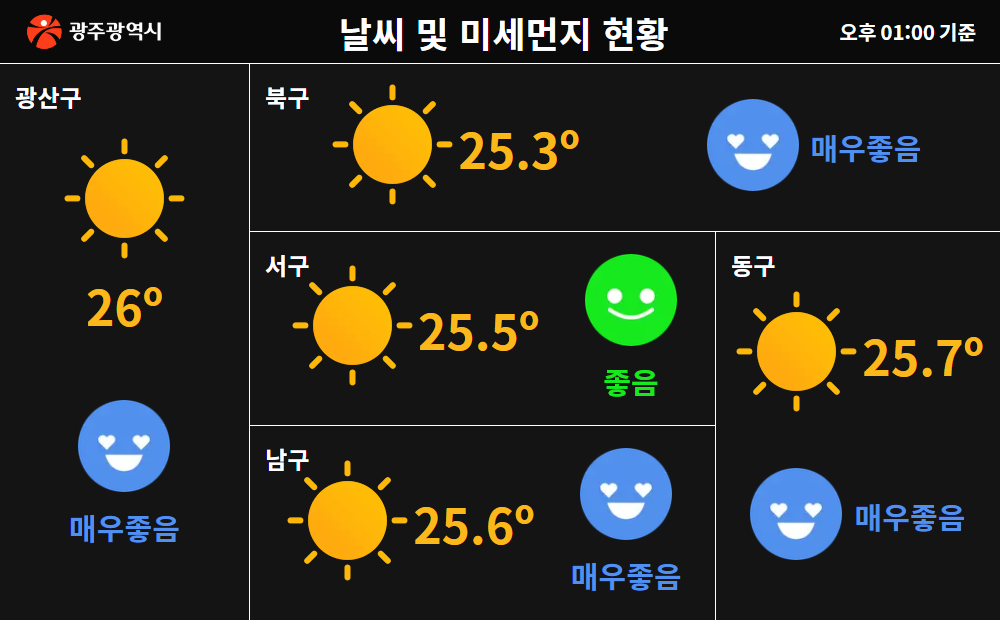 광주광역시
날씨 및 미세먼지 현황
오후 01:00 기준
광산구
26º
매우좋음
북구
25.3º
매우좋음
서구
25.5º
좋음
남구
25.6º
매우좋음
동구
25.7º
매우좋음